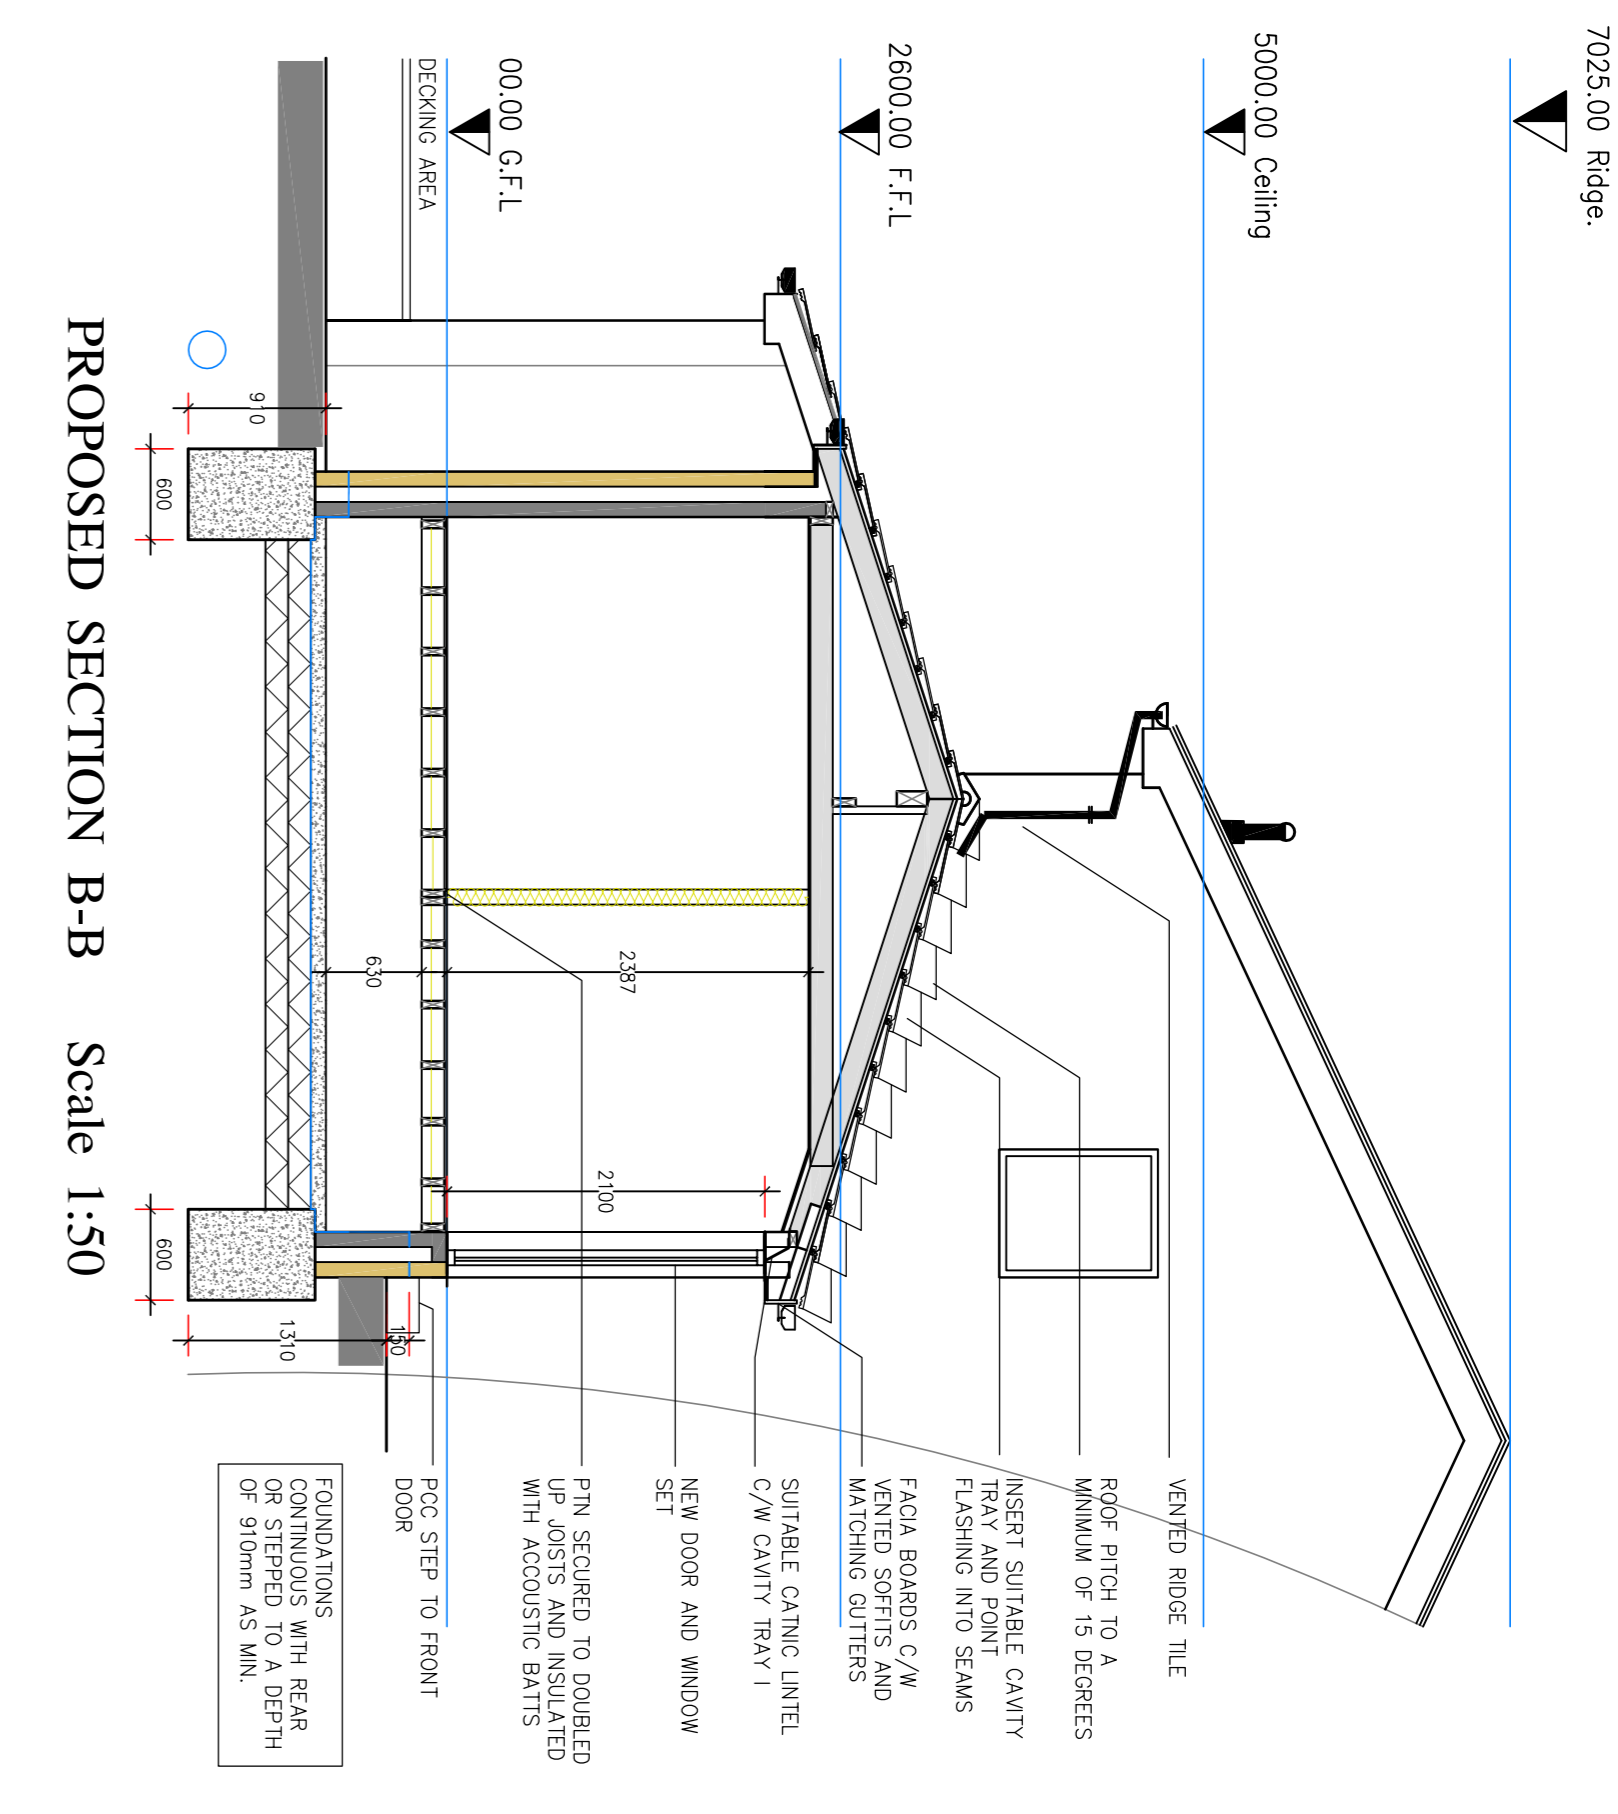 7025.00 Ridge.
5000.00 Ceiling
2600.00 F.F.L
00.00 G.F.L
DECKING AREA
VENTED RIDGE TILE
ROOF PITCH TO A
MINIMUM OF 15 DEGREES
INSERT SUITABLE CAVITY
TRAY AND POINT
FLASHING INTO SEAMS
FACIA BOARDS C/W
VENTED SOFFITS AND
MATCHING GUTTERS
SUITABLE CATNIC LINTEL
C/W CAVITY TRAY I
NEW DOOR AND WINDOW
SET
PTN SECURED TO DOUBLED
UP JOISTS AND INSULATED
WITH ACCOUSTIC BATTS
PCC STEP TO FRONT
DOOR
FOUNDATIONS
CONTINUOUS WITH REAR
OR STEPPED TO A DEPTH
OF 910mm AS MIN.
2387
2100
630
150
910
1310
600
600
PROPOSED SECTION B-B Scale 1:50